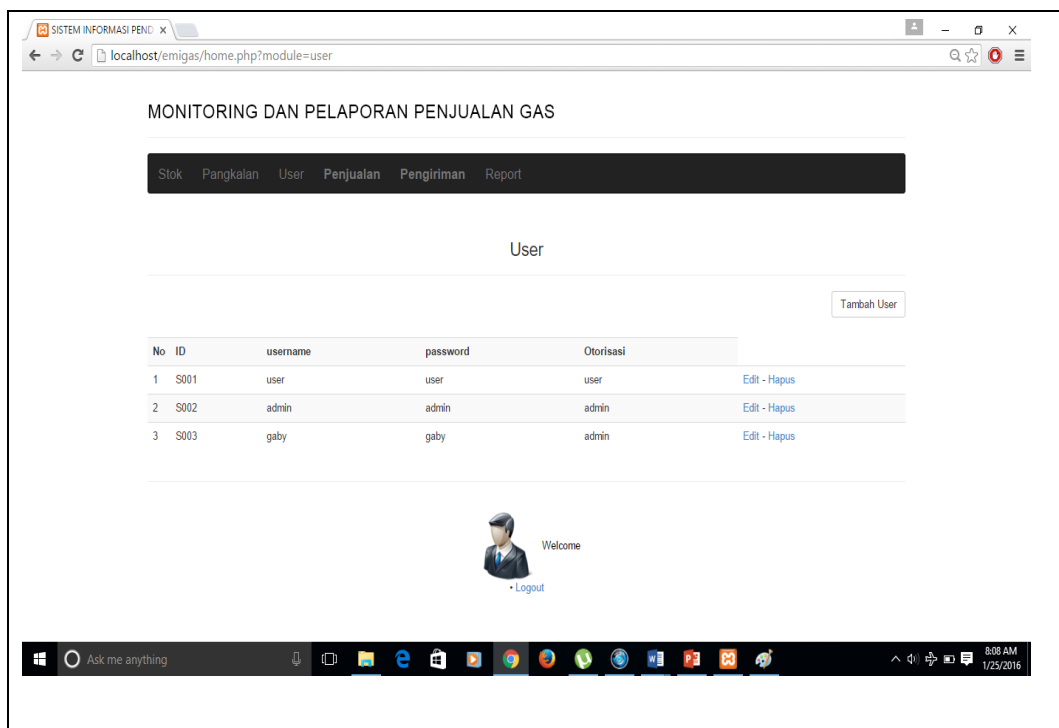 SISTEM INFORMASI PEND
localhost/emigas/home.php?module=user
MONITORING DAN PELAPORAN PENJUALAN GAS
Stok Pangkalan User Penjualan Pengiriman Report
User
Tambah User
No ID username password Otorisasi
1 S001 user user user Edit - Hapus
2 S002 admin admin admin Edit - Hapus
3 S003 gaby gaby admin Edit - Hapus
Welcome
• Logout
Ask me anything
8:08 AM
1/25/2016